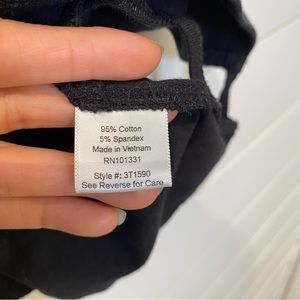 95% Cotton
5% Spandex
Made in Vietnam
RN101331
Style #: 3T1590
See Reverse for Care